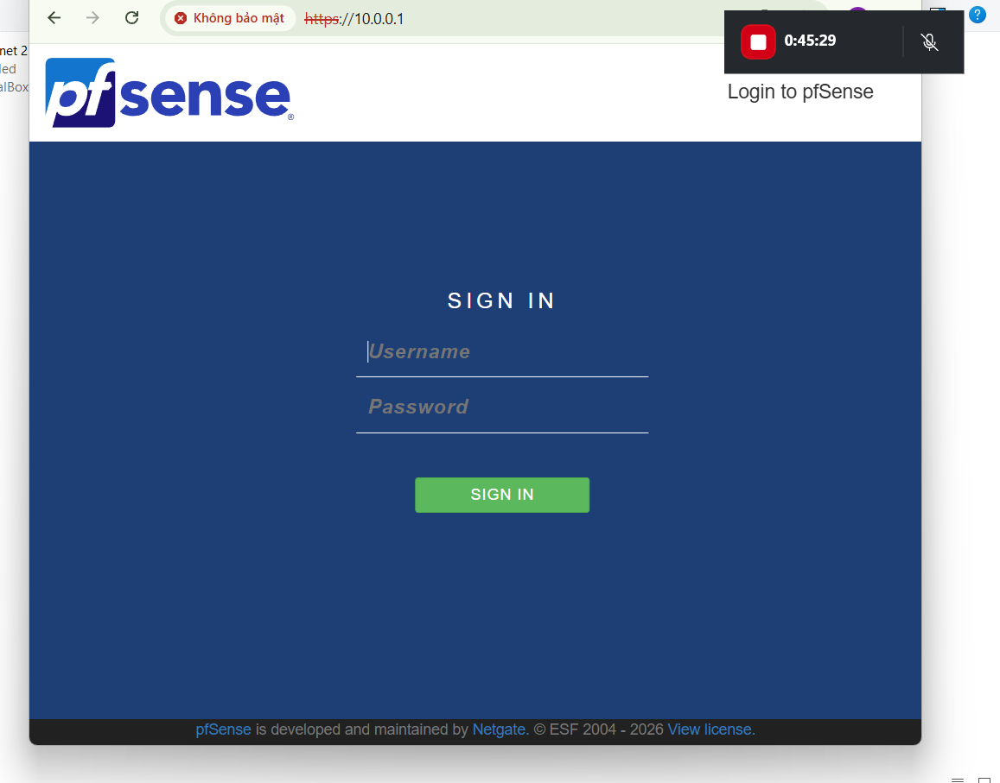 Không bảo mật https://10.0.0.1
0:45:29
net 2
led
alBox
pfsense®
Login to pfSense
SIGN IN
Username
Password
SIGN IN
pfSense is developed and maintained by Netgate. © ESF 2004 - 2026 View license.
?